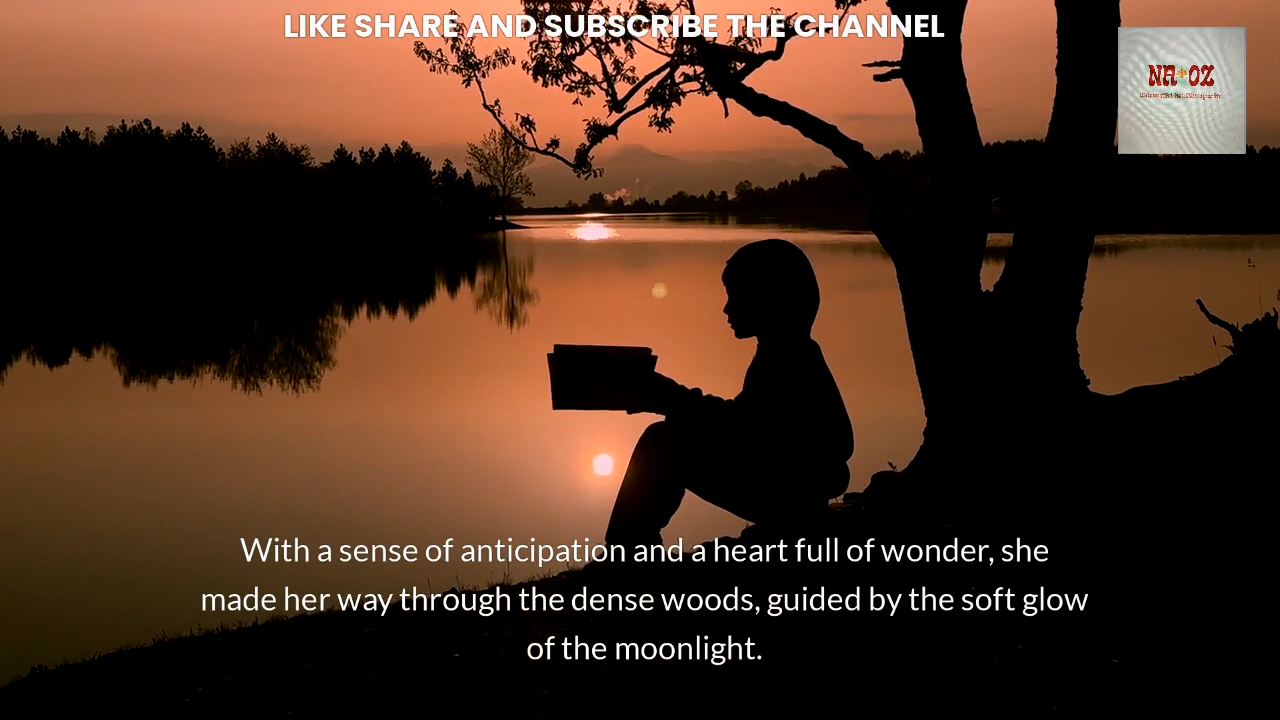 LIKE SHARE AND SUBSCRIBE THE CHANNEL
NA OZ
With a sense of anticipation and a heart full of wonder, she
made her way through the dense woods, guided by the soft glow
of the moonlight.